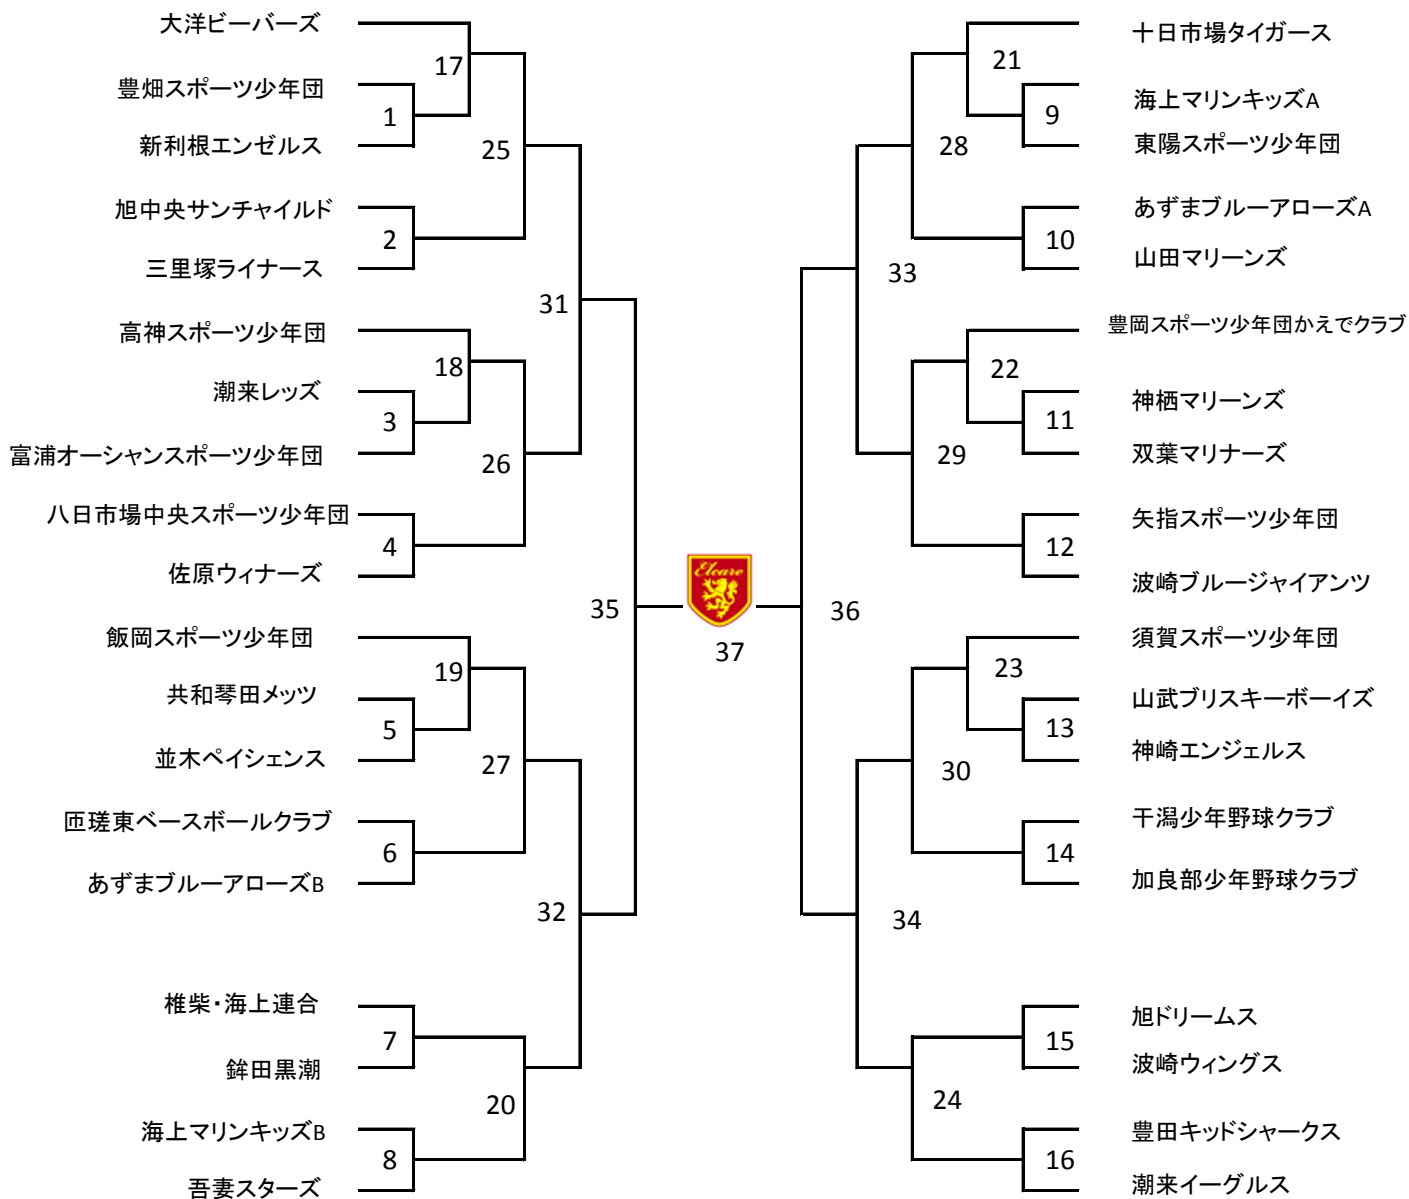 大洋ビーバーズ
17
豊畑スポーツ少年団
1
新利根エンゼルス
25
旭中央サンチャイルド
2
三里塚ライナース
31
高神スポーツ少年団
18
潮来レッズ
3
富浦オーシャンスポーツ少年団
26
八日市場中央スポーツ少年団
4
佐原ウィナーズ
35
飯岡スポーツ少年団
19
共和琴田メッツ
5
並木ペイシェンス
27
匝瑳東ベースボールクラブ
6
あずまブルーアローズB
32
椎柴・海上連合
7
鉾田黒潮
20
海上マリンキッズB
8
吾妻スターズ
Elcare
37
十日市場タイガース
21
海上マリンキッズA
9
東陽スポーツ少年団
28
あずまブルーアローズA
10
山田マリーンズ
33
豊岡スポーツ少年団かえでクラブ
22
神栖マリーンズ
11
双葉マリナーズ
29
矢指スポーツ少年団
12
波崎ブルージャイアンツ
36
須賀スポーツ少年団
23
山武ブリスキーボーイズ
13
神崎エンジェルス
30
干潟少年野球クラブ
14
加良部少年野球クラブ
34
旭ドリームス
15
波崎ウィングス
24
豊田キッドシャークス
16
潮来イーグルス